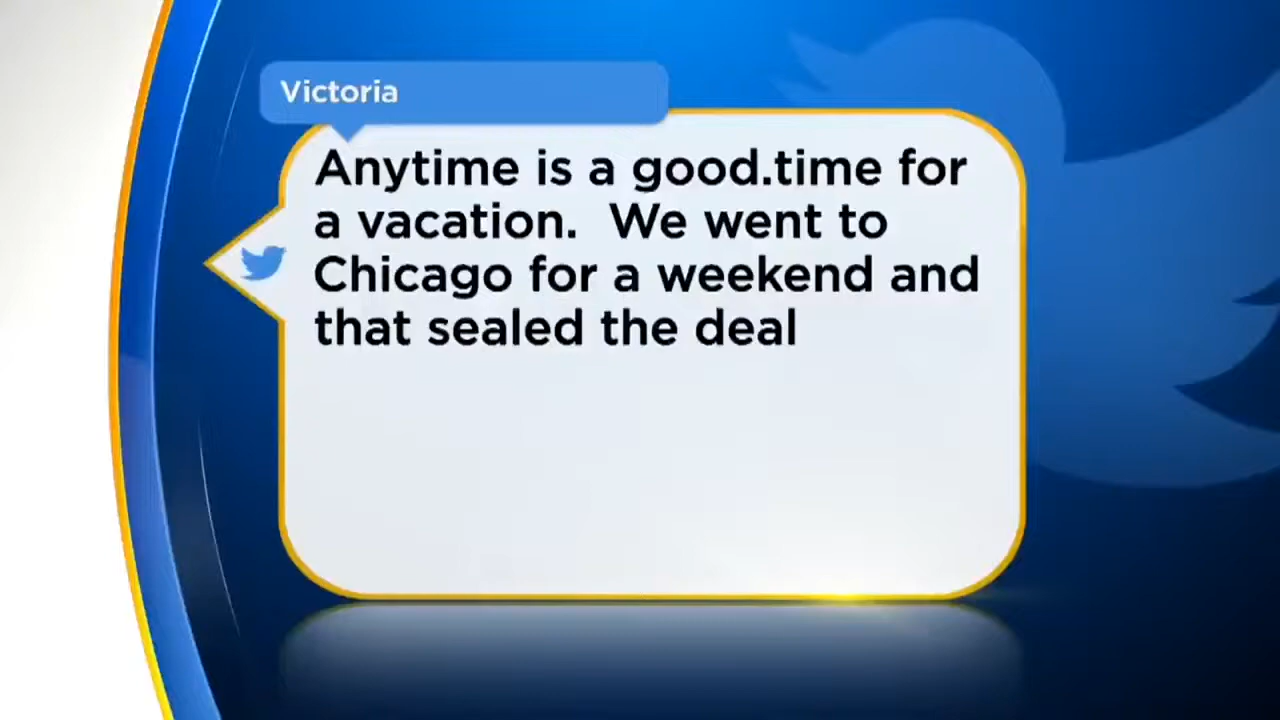 Victoria
Anytime is a good.time for
a vacation.  We went to
Chicago for a weekend and
that sealed the deal